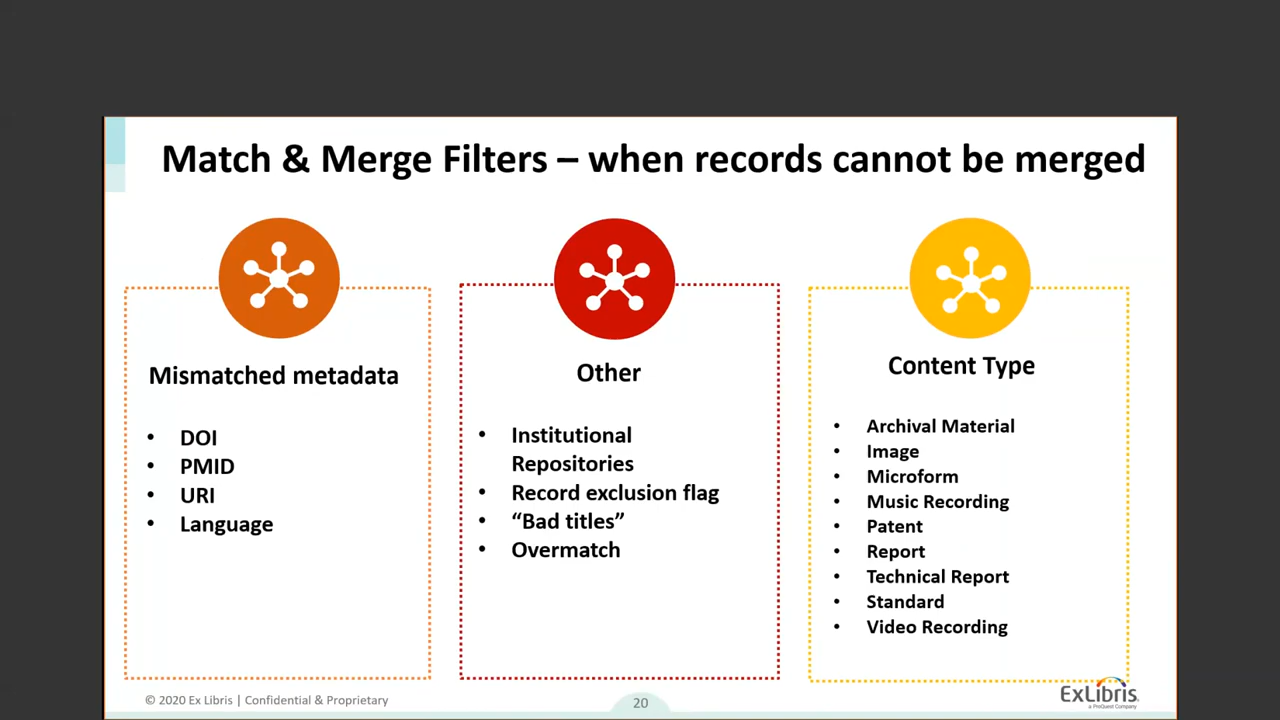 Match & Merge Filters – when records cannot be merged
Mismatched metadata
• DOI
• PMID
• URI
• Language
Other
• Institutional
Repositories
• Record exclusion flag
• “Bad titles”
• Overmatch
Content Type
• Archival Material
• Image
• Microform
• Music Recording
• Patent
• Report
• Technical Report
• Standard
• Video Recording
© 2020 Ex Libris | Confidential & Proprietary
20
ExLibris
a ProQuest Company